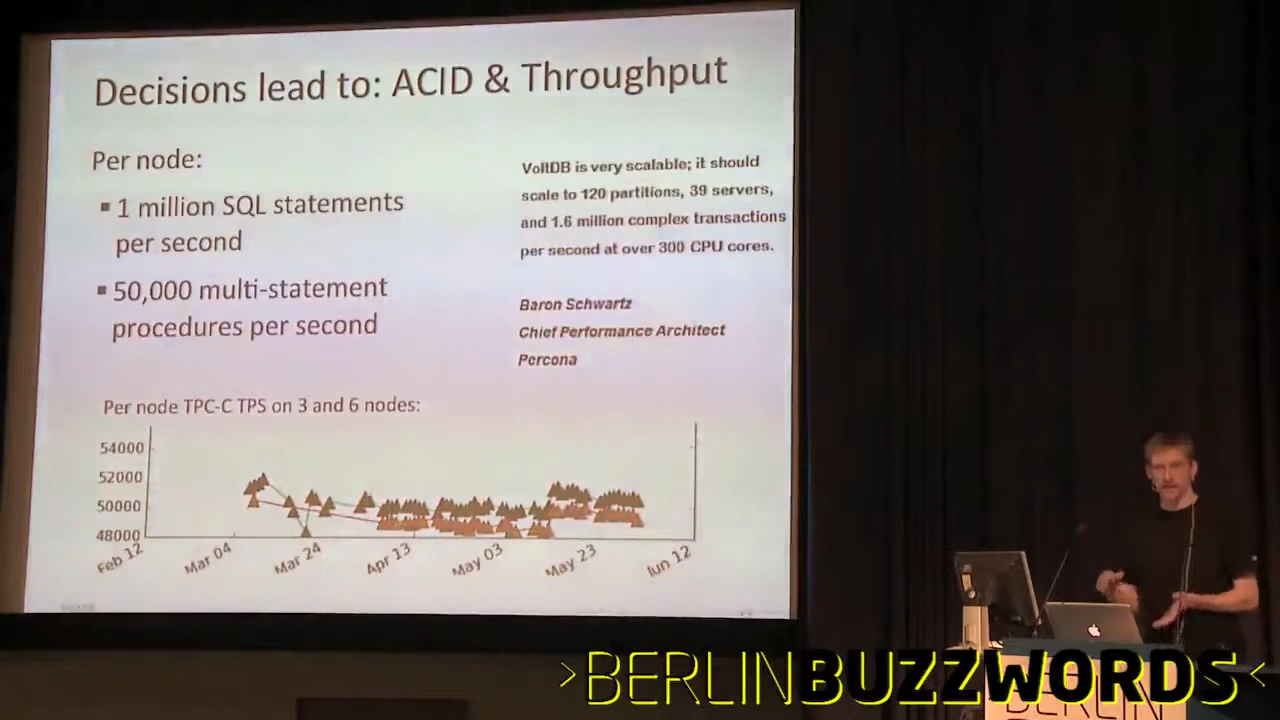 Decisions lead to: ACID & Throughput
Per node:
▪ 1 million SQL statements
per second
▪ 50,000 multi-statement
procedures per second
VoltDB is very scalable; it should
scale to 120 partitions, 39 servers,
and 1.6 million complex transactions
per second at over 300 CPU cores.
Baron Schwartz
Chief Performance Architect
Percona
Per node TPC-C TPS on 3 and 6 nodes:
54000
52000
50000
48000
Feb 12
Mar 04
Mar 24
Apr 13
May 03
May 23
Jun 12
>BERLINBUZZWORDS<
BERLIN